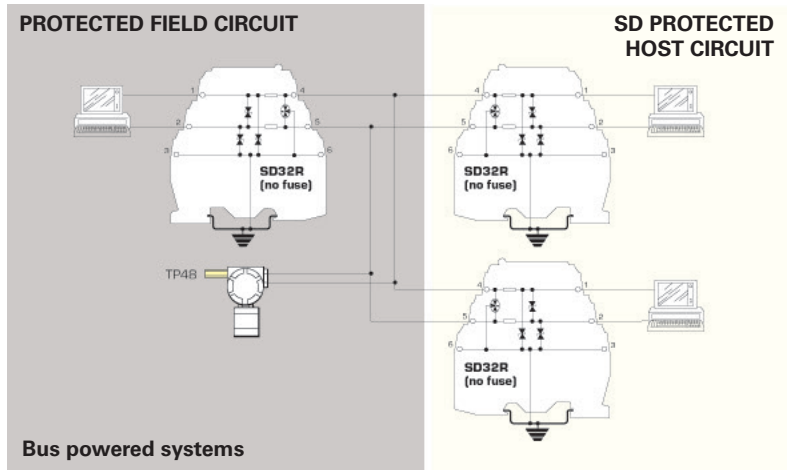 PROTECTED FIELD CIRCUIT
SD PROTECTED
HOST CIRCUIT
1
4
2
5
3
6
SD32R
(no fuse)
4
1
5
2
6
3
SD32R
(no fuse)
TP48
4
1
5
2
6
3
SD32R
(no fuse)
Bus powered systems